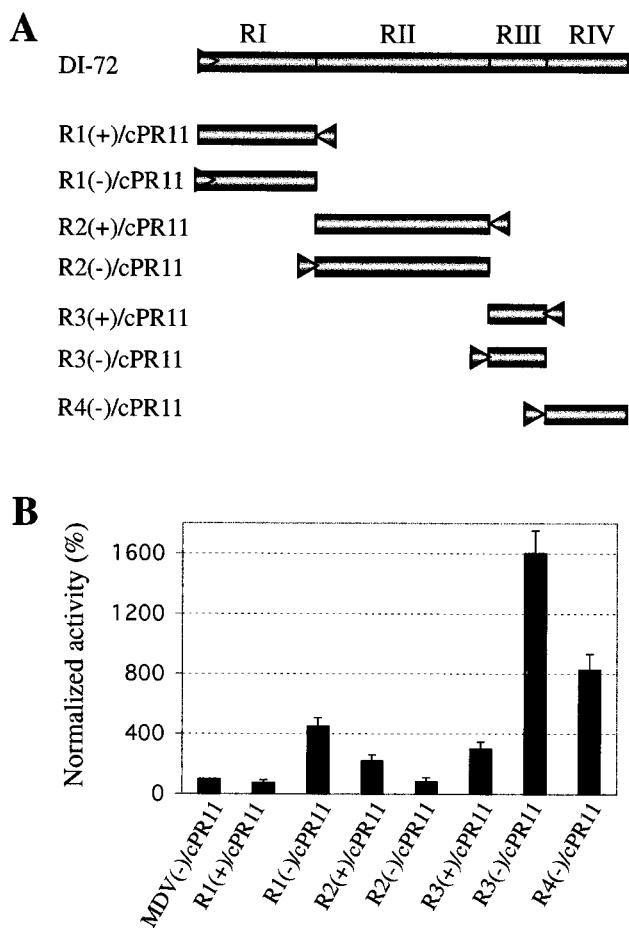 A
RI RII RIII RIV
DI-72
R1(+)/cPR11
R1(-)/cPR11
R2(+)/cPR11
R2(-)/cPR11
R3(+)/cPR11
R3(-)/cPR11
R4(-)/cPR11
B
Normalized activity (%)
1600
1200
800
400
0
MDV(-)/cPR11
R1(+)/cPR11
R1(-)/cPR11
R2(+)/cPR11
R2(-)/cPR11
R3(+)/cPR11
R3(-)/cPR11
R4(-)/cPR11